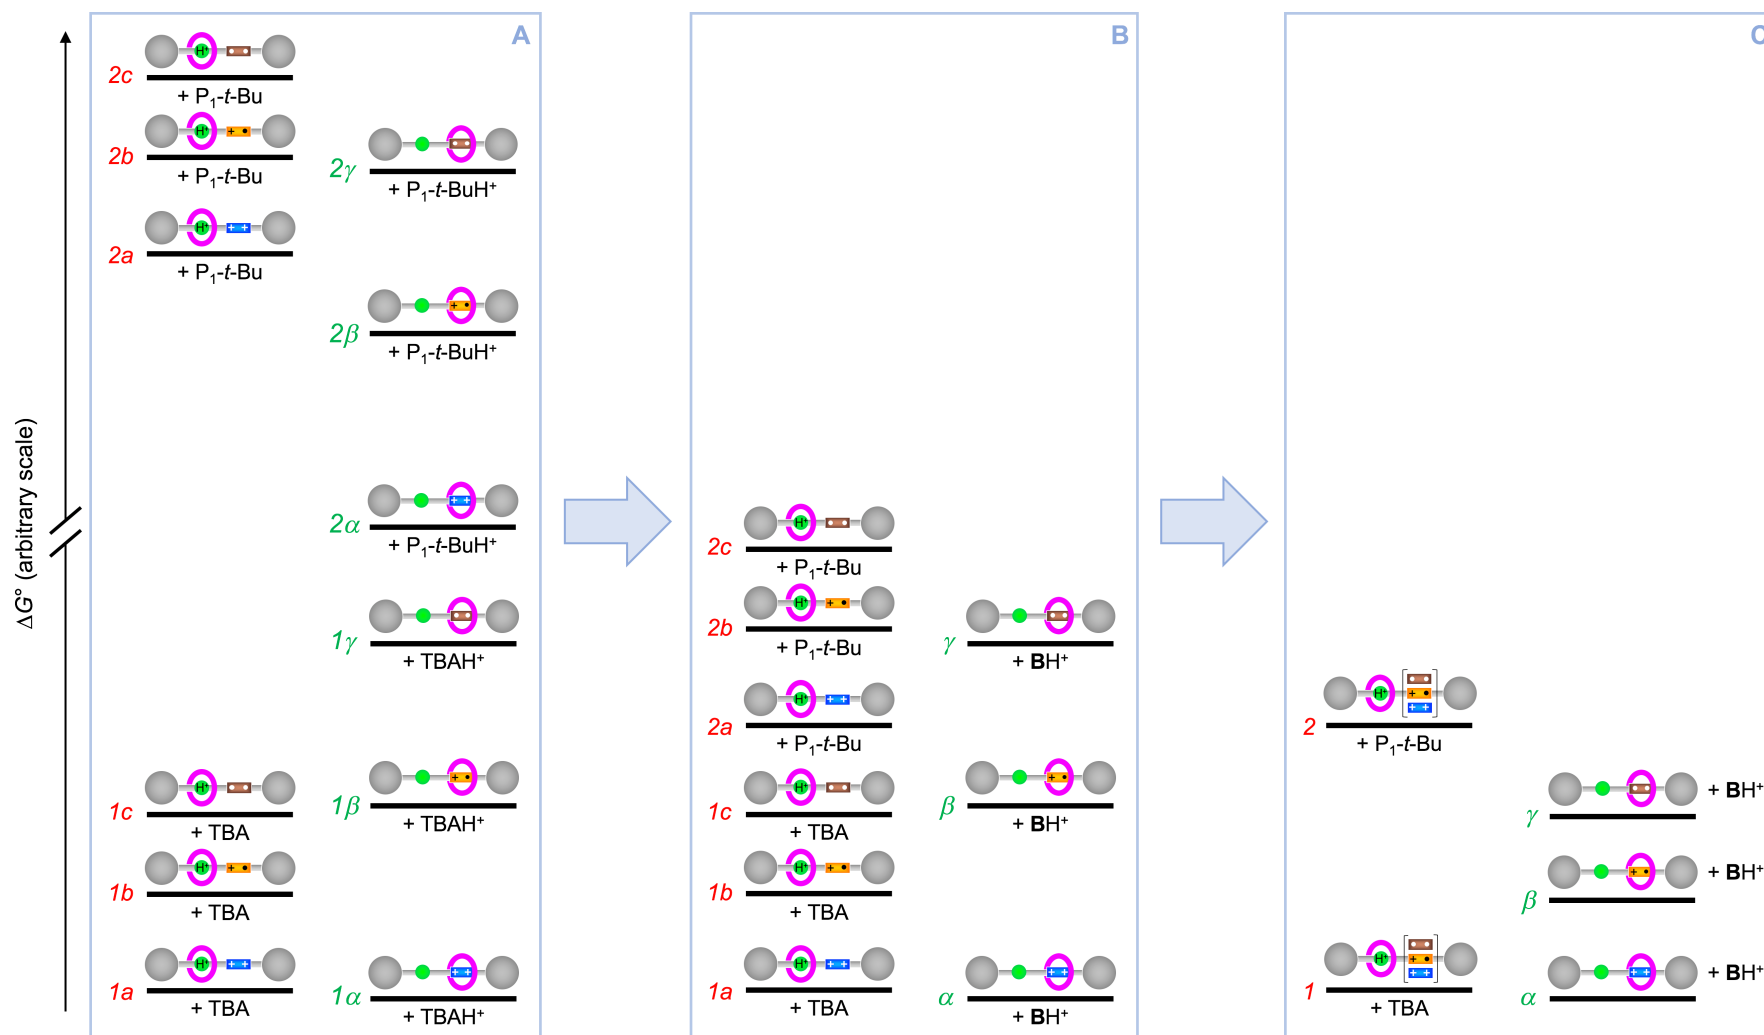 ΔG° (arbitrary scale)
A
H⁺
2c
+ P₁-t-Bu
H⁺
+
2b
+ P₁-t-Bu
H⁺
+ +
2a
+ P₁-t-Bu
2γ
+ P₁-t-BuH⁺
+
2β
+ P₁-t-BuH⁺
+ +
2α
+ P₁-t-BuH⁺
1γ
+ TBAH⁺
H⁺
1c
+ TBA
+
1β
+ TBAH⁺
H⁺
+
1b
+ TBA
H⁺
+ +
1a
+ TBA
+ +
1α
+ TBAH⁺
B
H⁺
2c
+ P₁-t-Bu
H⁺
+
2b
+ P₁-t-Bu
γ
+ BH⁺
H⁺
+ +
2a
+ P₁-t-Bu
H⁺
1c
+ TBA
+
β
+ BH⁺
H⁺
+
1b
+ TBA
H⁺
+ +
1a
+ TBA
+ +
α
+ BH⁺
C
H⁺
+
+ +
2
+ P₁-t-Bu
+ BH⁺
γ
+
+ BH⁺
β
H⁺
+
+ +
1
+ TBA
+ +
+ BH⁺
α